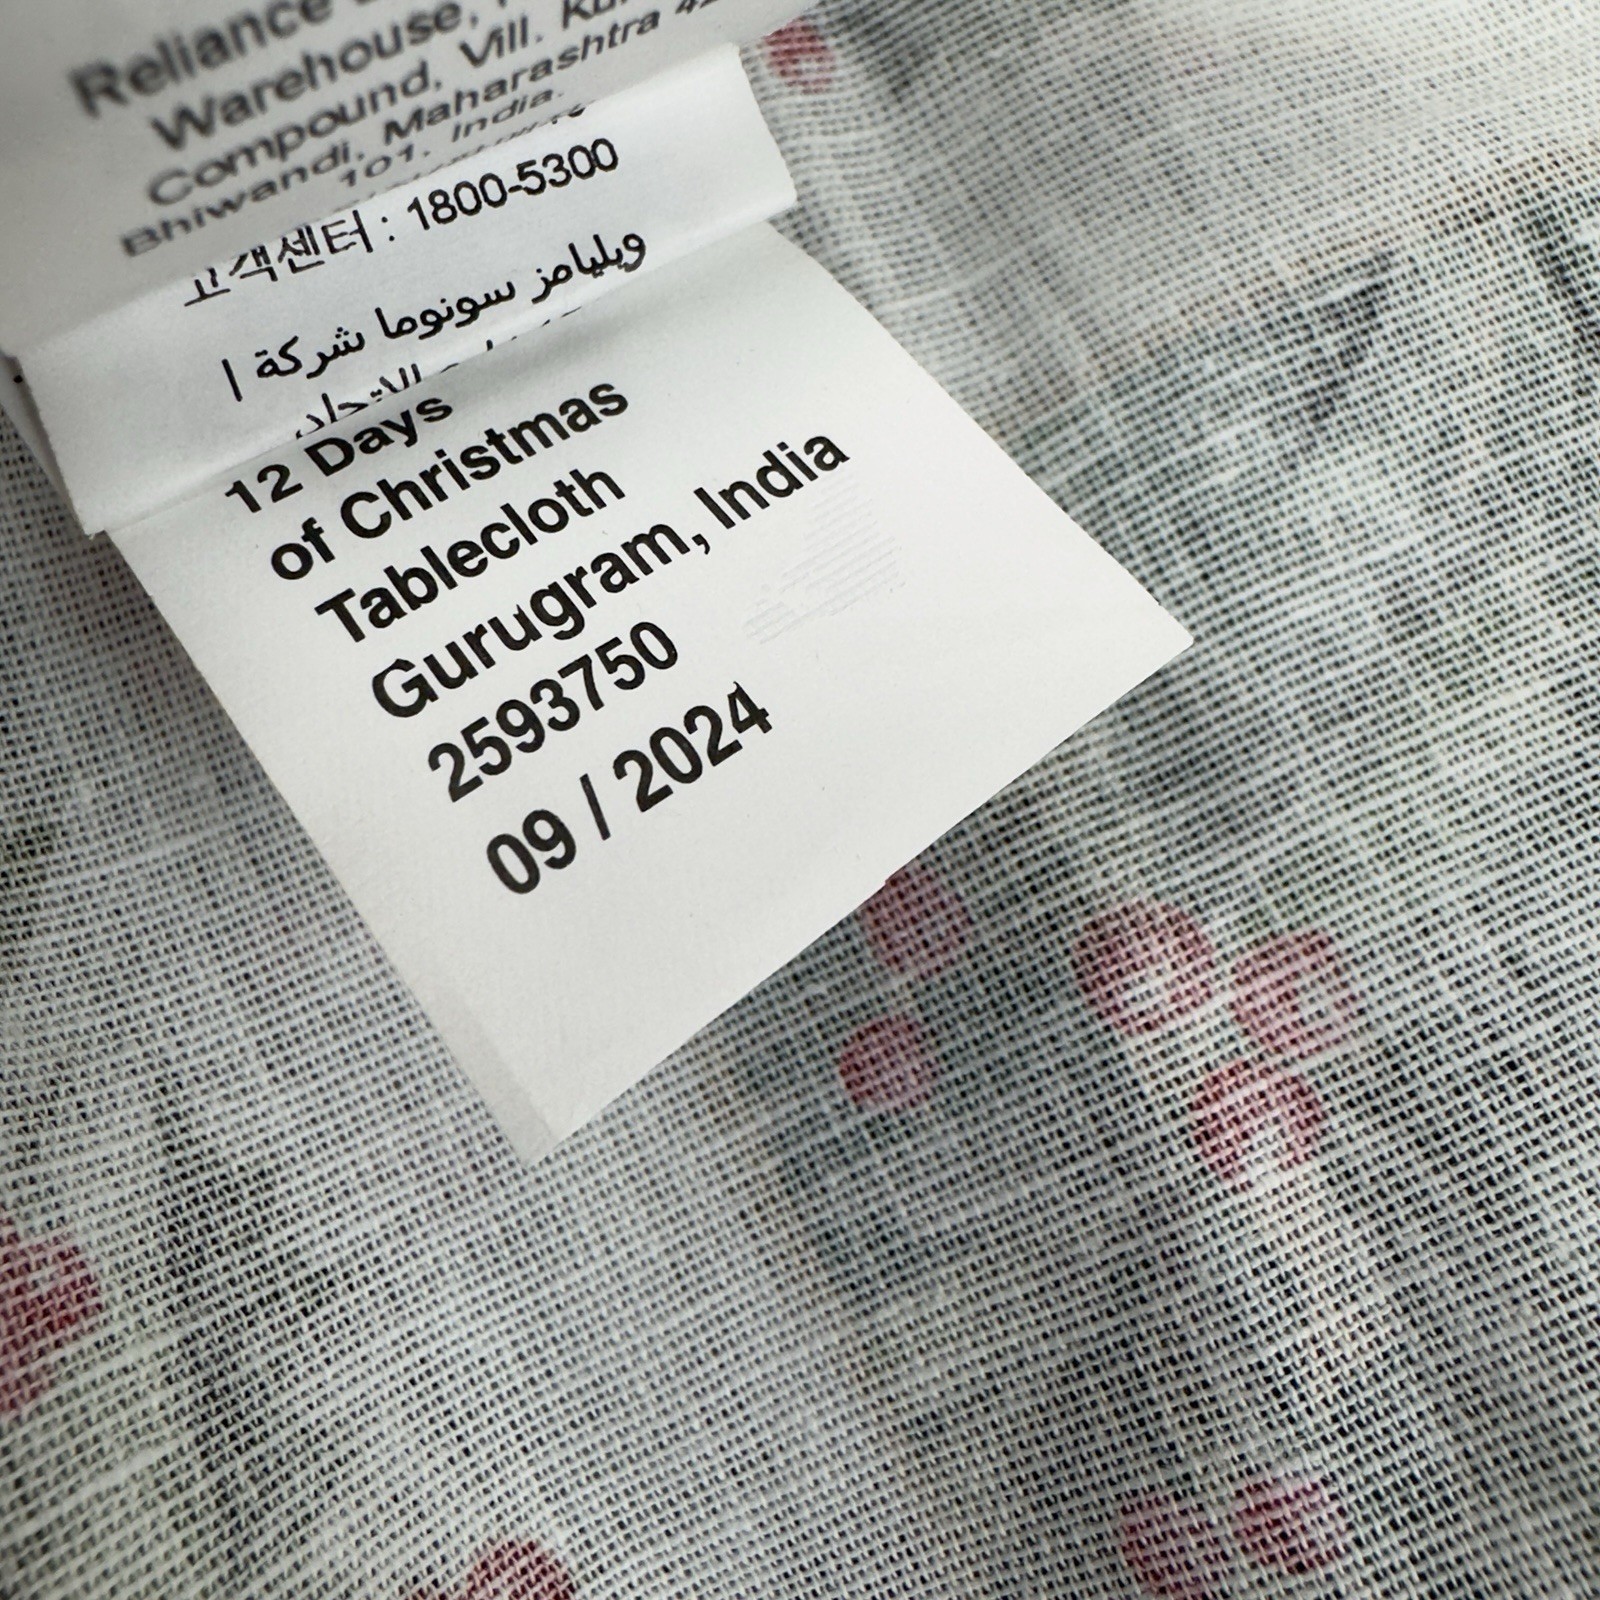 Reliance
Warehouse,
Compound, Vill.
Bhiwandi, Maharashtra
101. India.
고객센터 : 1800-5300
ويليامز سونوما شركة |
الاتحاد
12 Days
of Christmas
Tablecloth
Gurugram, India
2593750
09 / 2024